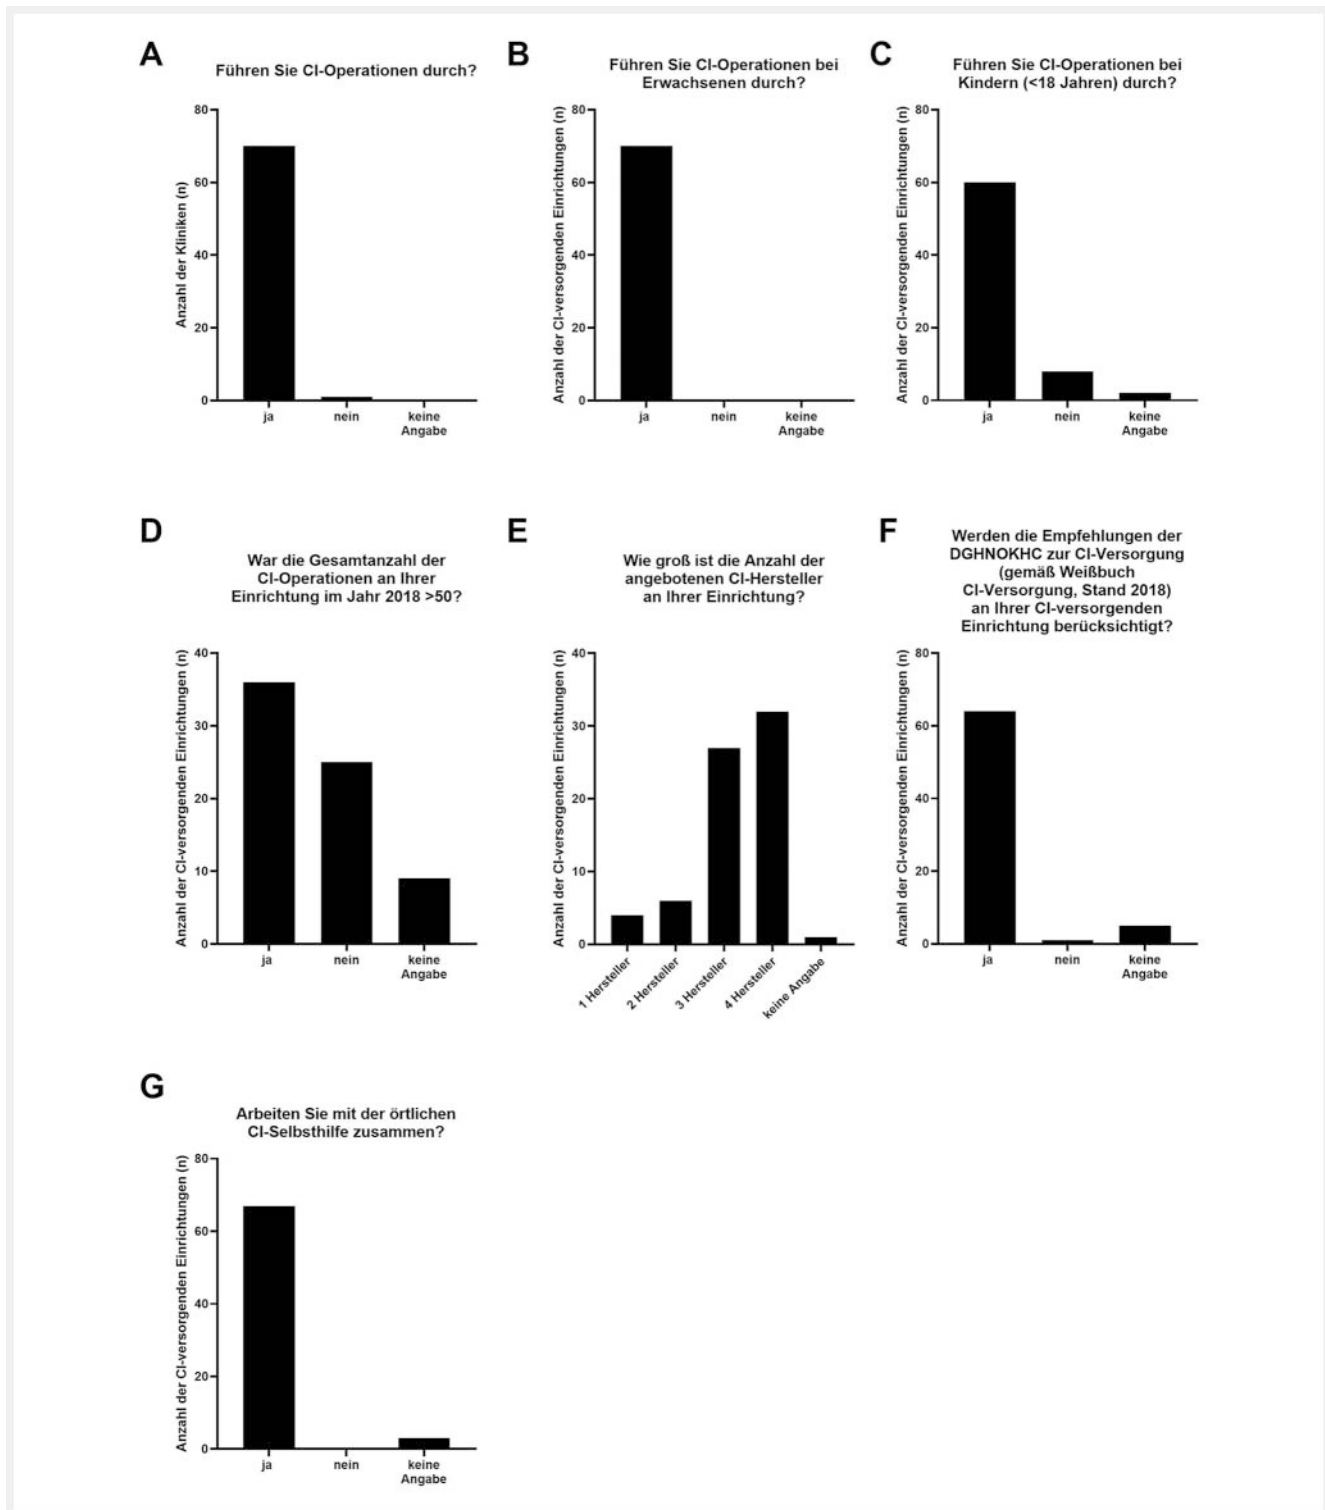 A
Führen Sie CI-Operationen durch?
Anzahl der Kliniken (n)
80
60
40
20
0
ja
nein
keine
Angabe
B
Führen Sie CI-Operationen bei
Erwachsenen durch?
Anzahl der CI-versorgenden Einrichtungen (n)
80
60
40
20
0
ja
nein
keine
Angabe
C
Führen Sie CI-Operationen bei
Kindern (<18 Jahren) durch?
Anzahl der CI-versorgenden Einrichtungen (n)
80
60
40
20
0
ja
nein
keine
Angabe
D
War die Gesamtanzahl der
CI-Operationen an Ihrer
Einrichtung im Jahr 2018 >50?
Anzahl der CI-versorgenden Einrichtungen (n)
40
30
20
10
0
ja
nein
keine
Angabe
E
Wie groß ist die Anzahl der
angebotenen CI-Hersteller
an Ihrer Einrichtung?
Anzahl der CI-versorgenden Einrichtungen (n)
40
30
20
10
0
1 Hersteller
2 Hersteller
3 Hersteller
4 Hersteller
keine Angabe
F
Werden die Empfehlungen der
DGHNOKHC zur CI-Versorgung
(gemäß Weißbuch
CI-Versorgung, Stand 2018)
an Ihrer CI-versorgenden
Einrichtung berücksichtigt?
Anzahl der CI-versorgenden Einrichtungen (n)
80
60
40
20
0
ja
nein
keine
Angabe
G
Arbeiten Sie mit der örtlichen
CI-Selbsthilfe zusammen?
Anzahl der CI-versorgenden Einrichtungen (n)
80
60
40
20
0
ja
nein
keine
Angabe